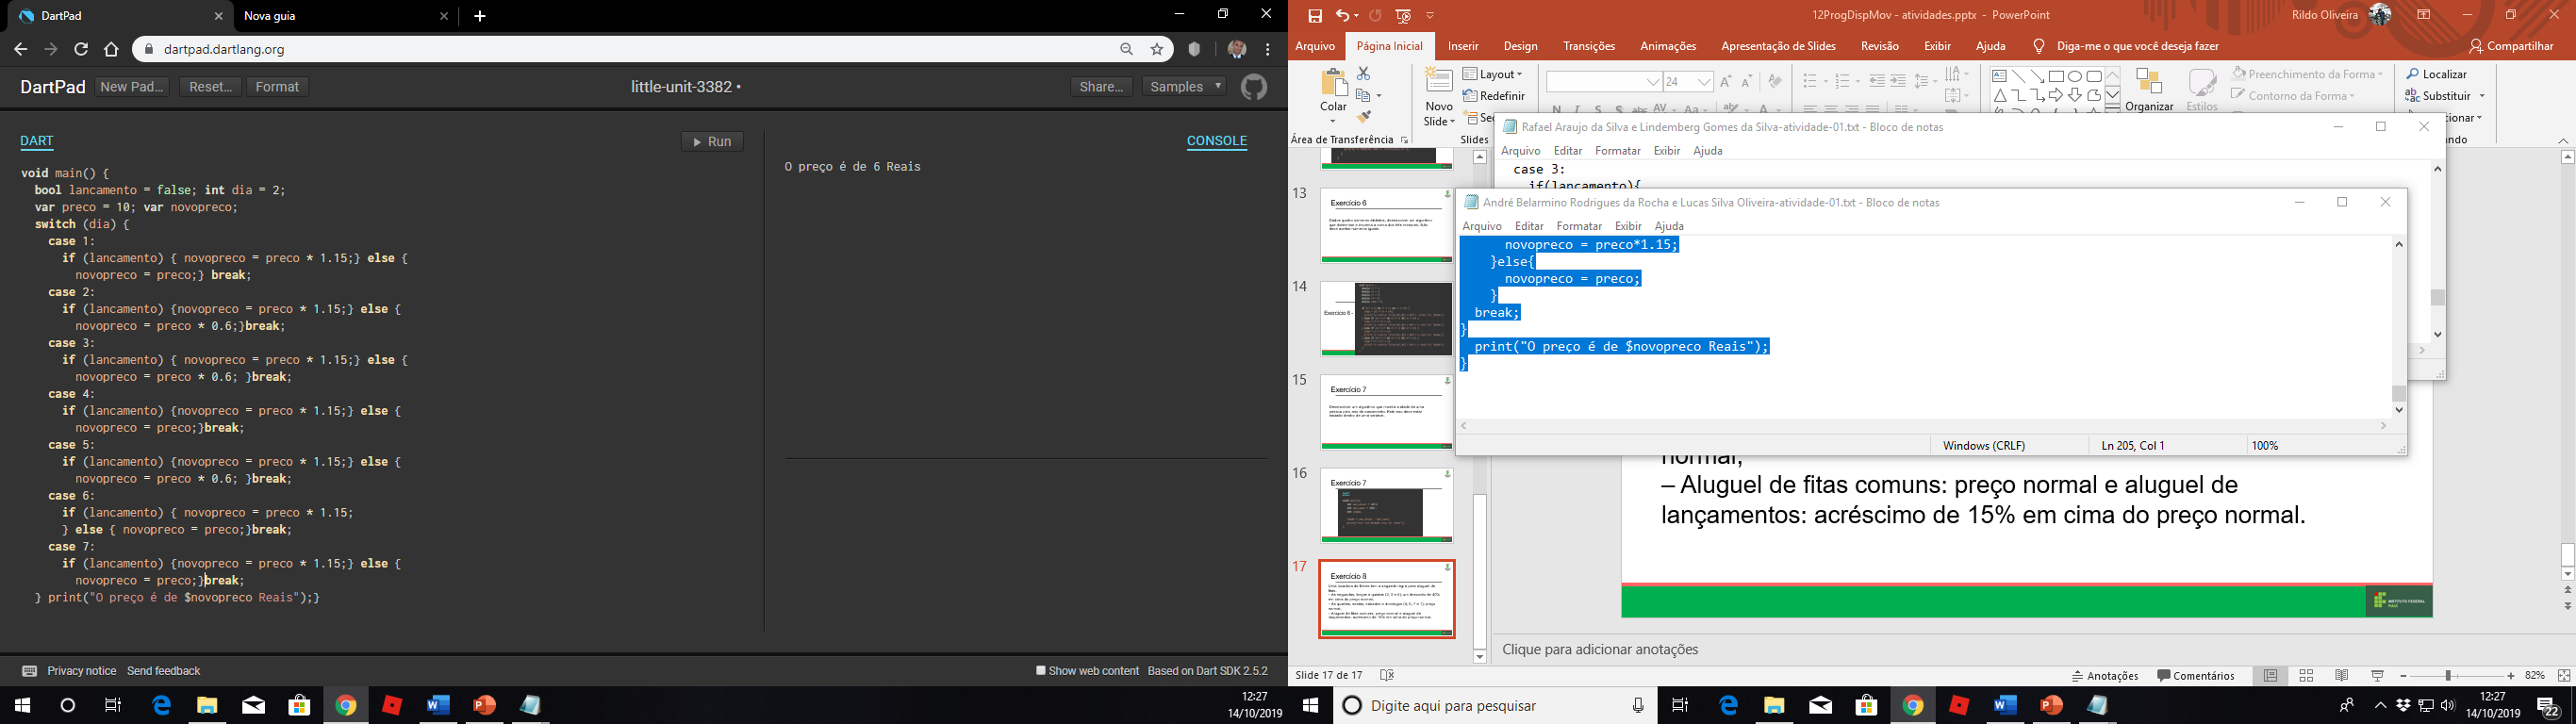 DartPad
Nova guia
dartpad.dartlang.org
DartPad
New Pad...
Reset...
Format
little-unit-3382 •
Share...
Samples
DART
Run
CONSOLE
void main() {
bool lancamento = false; int dia = 2;
var preco = 10; var novopreco;
switch (dia) {
case 1:
if (lancamento) { novopreco = preco * 1.15;} else {
novopreco = preco;} break;
case 2:
if (lancamento) {novopreco = preco * 1.15;} else {
novopreco = preco * 0.6;}break;
case 3:
if (lancamento) { novopreco = preco * 1.15;} else {
novopreco = preco * 0.6; }break;
case 4:
if (lancamento) {novopreco = preco * 1.15;} else {
novopreco = preco;}break;
case 5:
if (lancamento) {novopreco = preco * 1.15;} else {
novopreco = preco * 0.6; }break;
case 6:
if (lancamento) { novopreco = preco * 1.15;
} else { novopreco = preco;}break;
case 7:
if (lancamento) {novopreco = preco * 1.15;} else {
novopreco = preco;}break;
} print("O preço é de $novopreco Reais");}
O preço é de 6 Reais
Privacy notice Send feedback
Show web content Based on Dart SDK 2.5.2
12:27
14/10/2019
12ProgDispMov - atividades.pptx - PowerPoint
Rildo Oliveira
Arquivo Página Inicial Inserir Design Transições Animações Apresentação de Slides Revisão Exibir Ajuda Diga-me o que você deseja fazer
Compartilhar
Colar
Área de Transferência
Novo
Slide
Layout
Redefinir
Seç
Slides
24
Organizar
Estilos
Preenchimento da Forma
Contorno da Forma
Localizar
Substituir
cionar
ndo
Rafael Araujo da Silva e Lindemberg Gomes da Silva-atividade-01.txt - Bloco de notas
Arquivo Editar Formatar Exibir Ajuda
case 3:
if(lancamento){
André Belarmino Rodrigues da Rocha e Lucas Silva Oliveira-atividade-01.txt - Bloco de notas
Arquivo Editar Formatar Exibir Ajuda
novopreco = preco*1.15;
}else{
novopreco = preco;
}
break;
}
print("O preço é de $novopreco Reais");
}
Windows (CRLF)
Ln 205, Col 1
100%
13
Exercício 6
14
Exercício 6 -
15
Exercício 7
16
Exercício 7
17
Exercício 8
normal;
– Aluguel de fitas comuns: preço normal e aluguel de
lançamentos: acréscimo de 15% em cima do preço normal.
INSTITUTO FEDERAL
PIAUÍ
Clique para adicionar anotações
Slide 17 de 17
Anotações
Comentários
82%
Digite aqui para pesquisar
12:27
14/10/2019
22